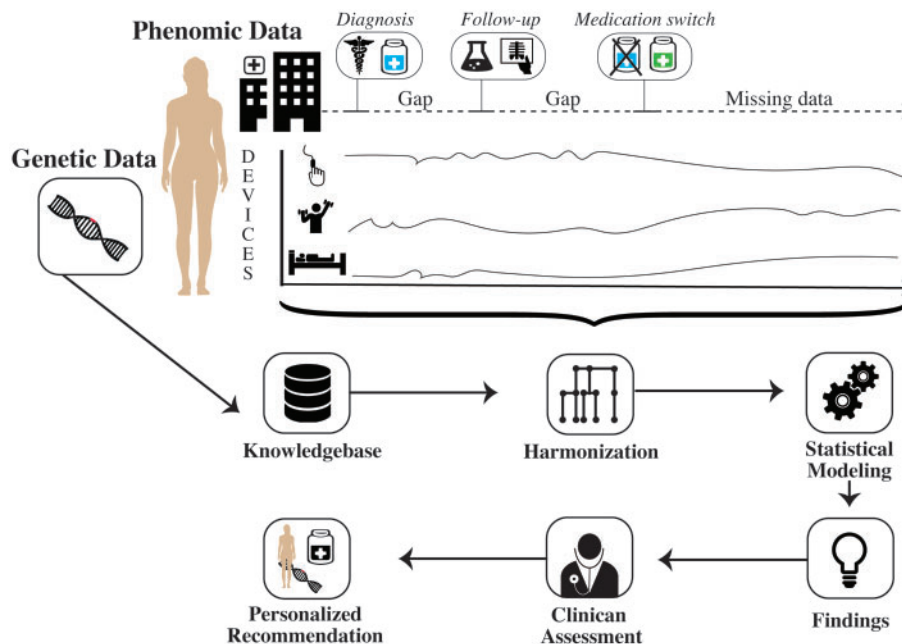 Phenomic Data
Diagnosis
Follow-up
Medication switch
Gap
Gap
Missing data
Genetic Data
DEVICES
Knowledgebase
Harmonization
Statistical
Modeling
Personalized
Recommendation
Clinican
Assessment
Findings